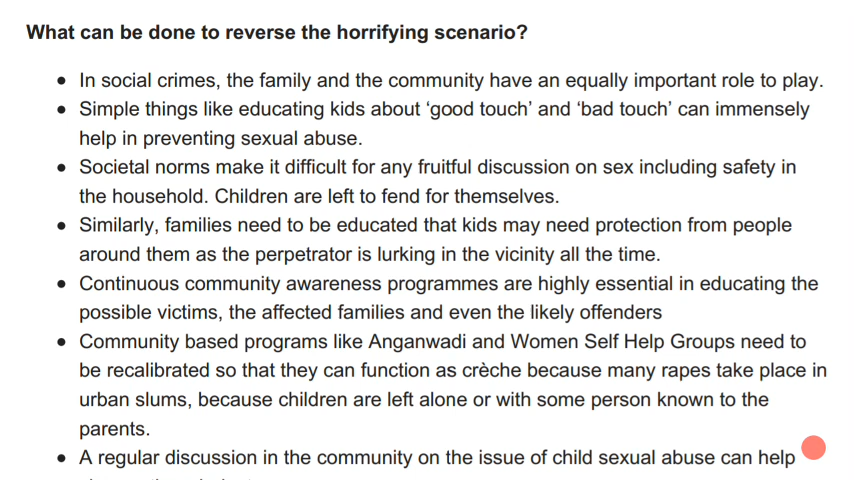 What can be done to reverse the horrifying scenario?
● In social crimes, the family and the community have an equally important role to play.
● Simple things like educating kids about ‘good touch’ and ‘bad touch’ can immensely
help in preventing sexual abuse.
● Societal norms make it difficult for any fruitful discussion on sex including safety in
the household. Children are left to fend for themselves.
● Similarly, families need to be educated that kids may need protection from people
around them as the perpetrator is lurking in the vicinity all the time.
● Continuous community awareness programmes are highly essential in educating the
possible victims, the affected families and even the likely offenders
● Community based programs like Anganwadi and Women Self Help Groups need to
be recalibrated so that they can function as crèche because many rapes take place in
urban slums, because children are left alone or with some person known to the
parents.
● A regular discussion in the community on the issue of child sexual abuse can help